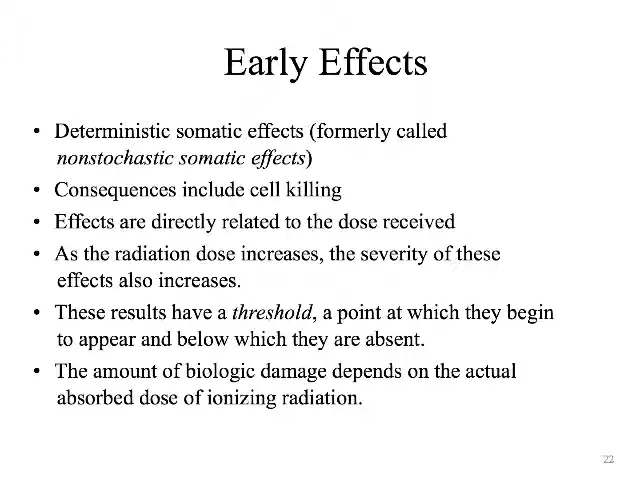 Early Effects
• Deterministic somatic effects (formerly called
nonstochastic somatic effects)
• Consequences include cell killing
• Effects are directly related to the dose received
• As the radiation dose increases, the severity of these
effects also increases.
• These results have a threshold, a point at which they begin
to appear and below which they are absent.
• The amount of biologic damage depends on the actual
absorbed dose of ionizing radiation.
22